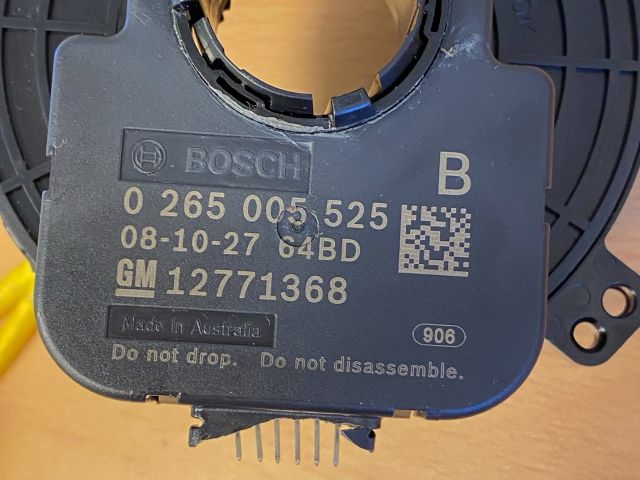 BOSCH
B
0 265 005 525
08-10-27 64BD
GM 12771368
Made in Australia
906
Do not drop. Do not disassemble.